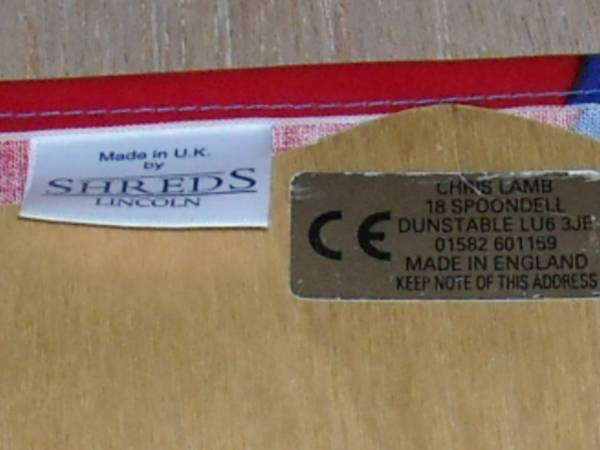 Made in U.K.
by
SHREDS
LINCOLN
CHRIS LAMB
18 SPOONDELL
DUNSTABLE LU6 3JE
01582 601159
MADE IN ENGLAND
KEEP NOTE OF THIS ADDRESS
CE